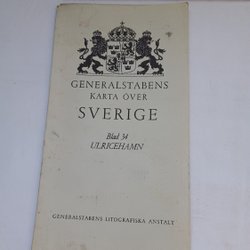 GENERALSTABENS
KARTA ÖVER
SVERIGE
Blad 34
ULRICEHAMN
GENERALSTABENS LITOGRAFISKA ANSTALT